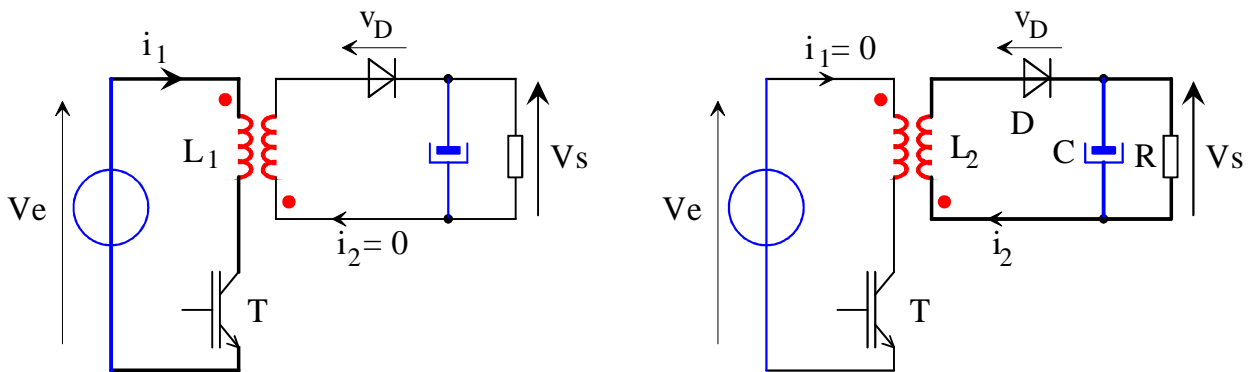 i1
vD
L1
Ve
Vs
i2 = 0
T
i1 = 0
vD
D
L2
C
R
Vs
Ve
i2
T